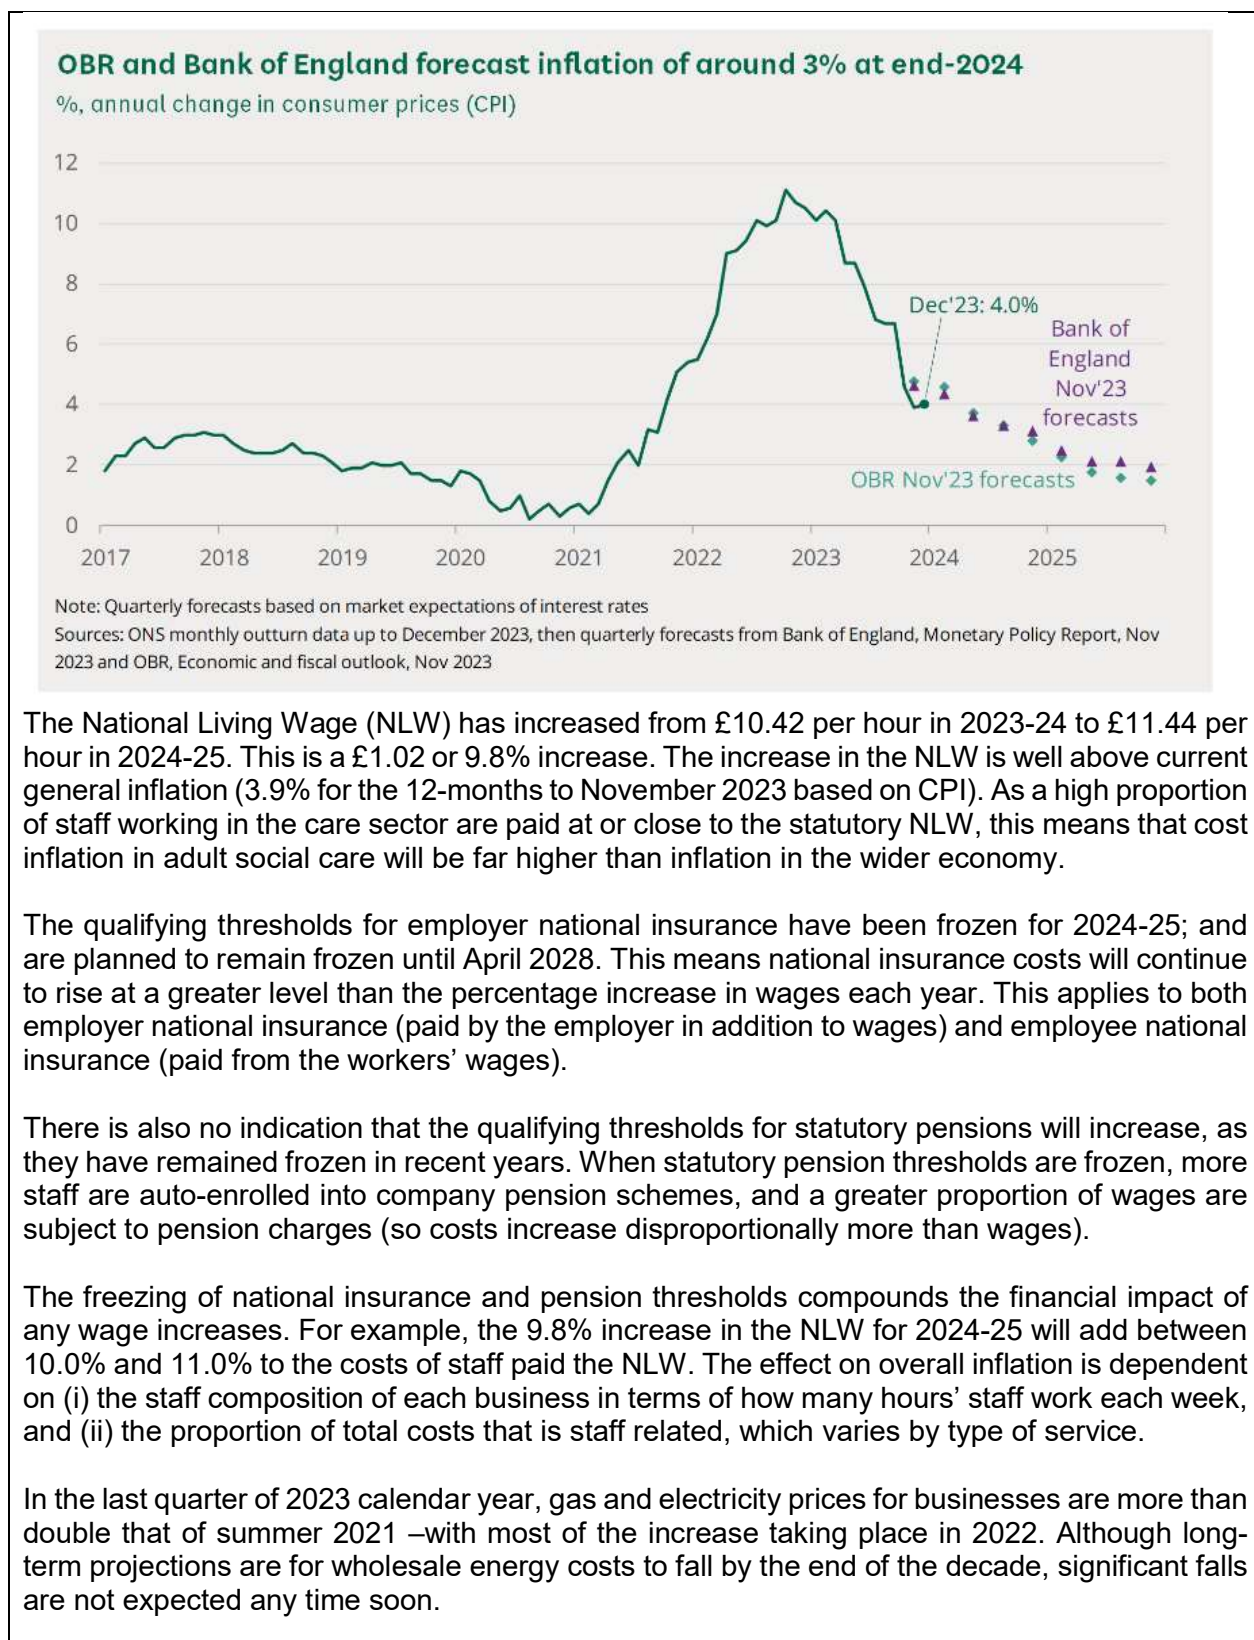 OBR and Bank of England forecast inflation of around 3% at end-2024
%, annual change in consumer prices (CPI)
12
10
8
6
4
2
0
Dec'23: 4.0%
Bank of
England
Nov'23
forecasts
OBR Nov'23 forecasts
2017 2018 2019 2020 2021 2022 2023 2024 2025
Note: Quarterly forecasts based on market expectations of interest rates
Sources: ONS monthly outturn data up to December 2023, then quarterly forecasts from Bank of England, Monetary Policy Report, Nov
2023 and OBR, Economic and fiscal outlook, Nov 2023
The National Living Wage (NLW) has increased from £10.42 per hour in 2023-24 to £11.44 per
hour in 2024-25. This is a £1.02 or 9.8% increase. The increase in the NLW is well above current
general inflation (3.9% for the 12-months to November 2023 based on CPI). As a high proportion
of staff working in the care sector are paid at or close to the statutory NLW, this means that cost
inflation in adult social care will be far higher than inflation in the wider economy.
The qualifying thresholds for employer national insurance have been frozen for 2024-25; and
are planned to remain frozen until April 2028. This means national insurance costs will continue
to rise at a greater level than the percentage increase in wages each year. This applies to both
employer national insurance (paid by the employer in addition to wages) and employee national
insurance (paid from the workers’ wages).
There is also no indication that the qualifying thresholds for statutory pensions will increase, as
they have remained frozen in recent years. When statutory pension thresholds are frozen, more
staff are auto-enrolled into company pension schemes, and a greater proportion of wages are
subject to pension charges (so costs increase disproportionally more than wages).
The freezing of national insurance and pension thresholds compounds the financial impact of
any wage increases. For example, the 9.8% increase in the NLW for 2024-25 will add between
10.0% and 11.0% to the costs of staff paid the NLW. The effect on overall inflation is dependent
on (i) the staff composition of each business in terms of how many hours’ staff work each week,
and (ii) the proportion of total costs that is staff related, which varies by type of service.
In the last quarter of 2023 calendar year, gas and electricity prices for businesses are more than
double that of summer 2021 –with most of the increase taking place in 2022. Although long-
term projections are for wholesale energy costs to fall by the end of the decade, significant falls
are not expected any time soon.